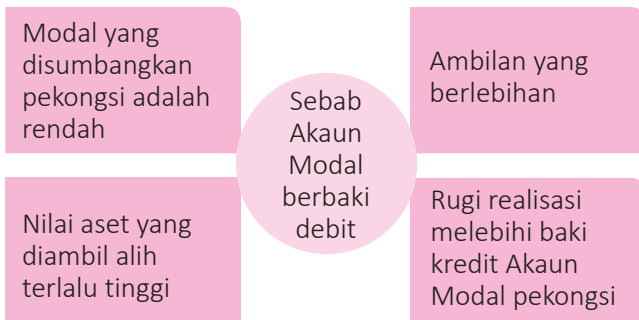 Modal yang
disumbangkan
pekongsi adalah
rendah
Ambilan yang
berlebihan
Sebab
Akaun
Modal
berbaki
debit
Nilai aset yang
diambil alih
terlalu tinggi
Rugi realisasi
melebihi baki
kredit Akaun
Modal pekongsi